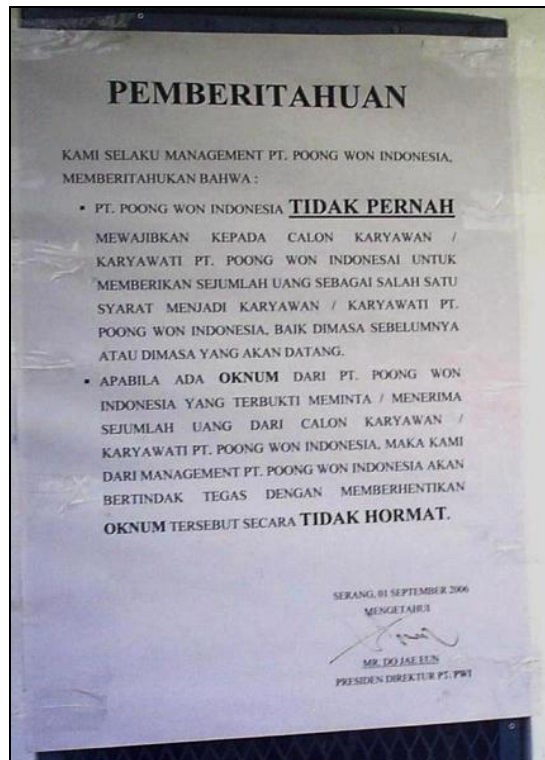 PEMBERITAHUAN
KAMI SELAKU MANAGEMENT PT. POONG WON INDONESIA,
MEMBERITAHUKAN BAHWA :
▪ PT. POONG WON INDONESIA TIDAK PERNAH
MEWAJIBKAN KEPADA CALON KARYAWAN /
KARYAWATI PT. POONG WON INDONESAI UNTUK
MEMBERIKAN SEJUMLAH UANG SEBAGAI SALAH SATU
SYARAT MENJADI KARYAWAN / KARYAWATI PT.
POONG WON INDONESIA, BAIK DIMASA SEBELUMNYA
ATAU DIMASA YANG AKAN DATANG.
▪ APABILA ADA OKNUM DARI PT. POONG WON
INDONESIA YANG TERBUKTI MEMINTA / MENERIMA
SEJUMLAH UANG DARI CALON KARYAWAN /
KARYAWATI PT. POONG WON INDONESIA, MAKA KAMI
DARI MANAGEMENT PT. POONG WON INDONESIA AKAN
BERTINDAK TEGAS DENGAN MEMBERHENTIKAN
OKNUM TERSEBUT SECARA TIDAK HORMAT.
SERANG, 01 SEPTEMBER 2006
MENGETAHUI
MR. DO JAE EUN
PRESIDEN DIREKTUR PT. PWI